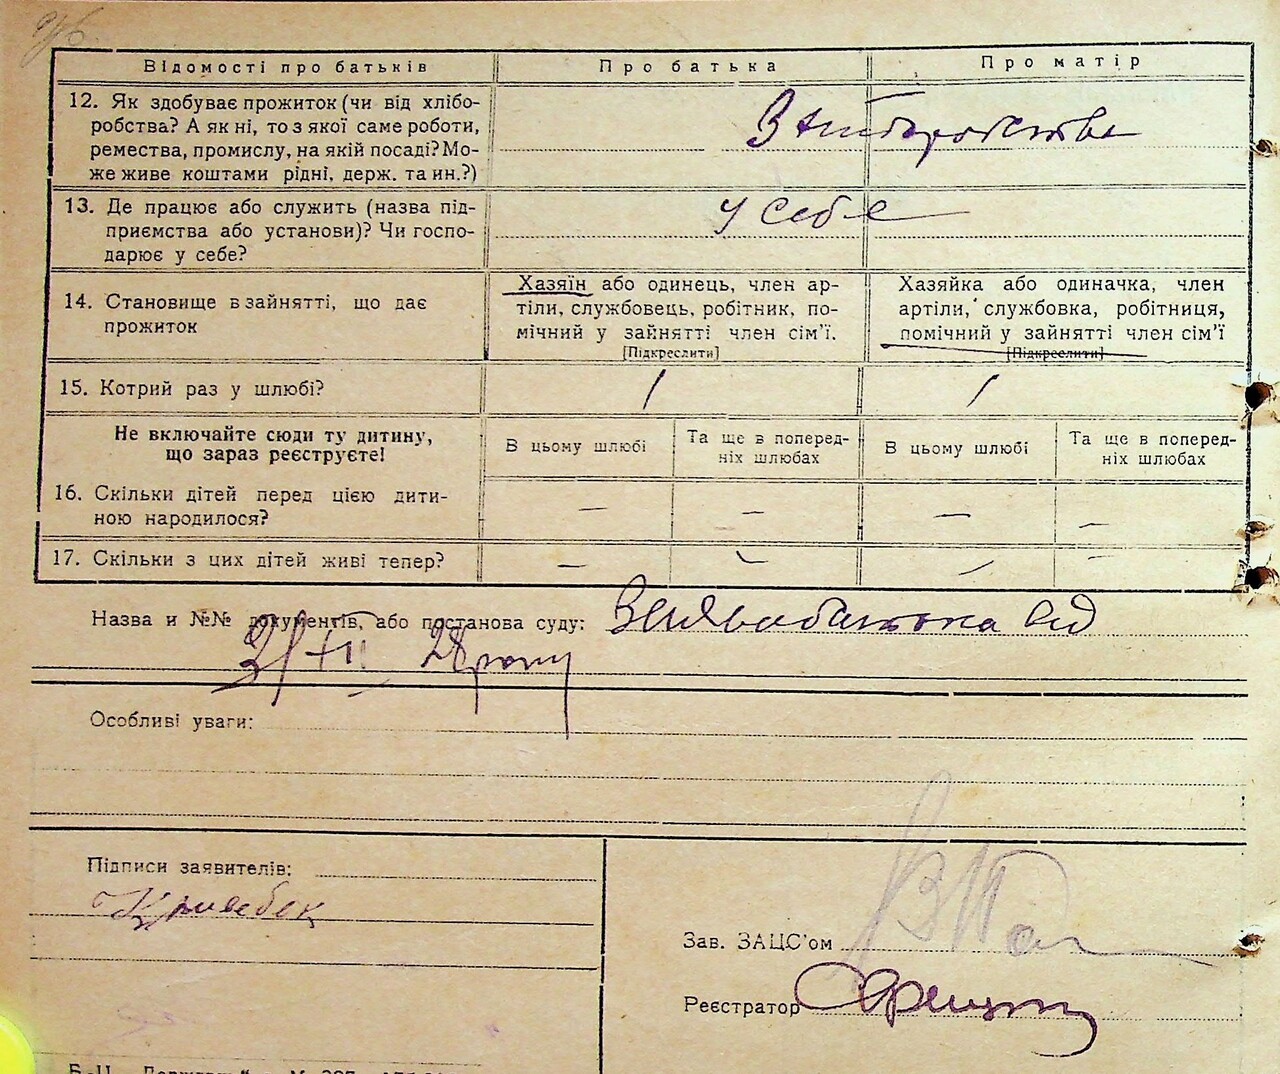 96.
Відомості про батьків
Про батька
Про матір
12. Як здобуває прожиток (чи від хлібо-
робства? А як ні, то з якої саме роботи,
ремества, промислу, на якій посаді? Мо-
же живе коштами рідні, держ. та ин.?)
З хліборобства
13. Де працює або служить (назва під-
приємства або установи)? Чи госпо-
дарює у себе?
у себе
14. Становище в зайнятті, що дає
прожиток
Хазяїн або одинець, член ар-
тіли, службовець, робітник, по-
мічний у зайнятті член сім'ї.
[Підкреслити]
Хазяйка або одиначка, член
артіли, службовка, робітниця,
помічний у зайнятті член сім'ї
[Підкреслити]
15. Котрий раз у шлюбі?
1
1
Не включайте сюди ту дитину,
що зараз реєструєте!
В цьому шлюбі
Та ще в поперед-
ніх шлюбах
В цьому шлюбі
Та ще в поперед-
ніх шлюбах
16. Скільки дітей перед цією дити-
ною народилося?
— — — —
17. Скільки з цих дітей живі тепер?
— — — —
Назва и №№ документів, або постанова суду:
28 року
Особливі уваги:
Підписи заявителів:
Зав. ЗАЦС'ом
Реєстратор